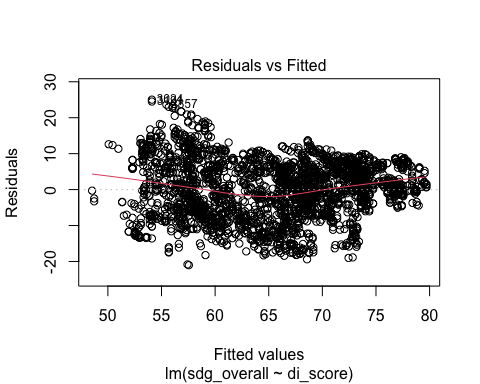 Residuals vs Fitted
Residuals
30
20
10
0
-20
50 55 60 65 70 75 80
Fitted values
lm(sdg_overall ~ di_score)